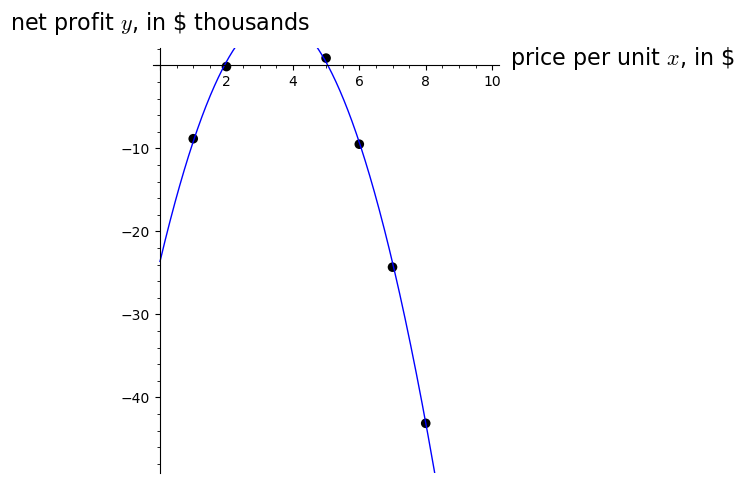 net profit y, in $ thousands
price per unit x, in $
2 4 6 8 10
−10
−20
−30
−40